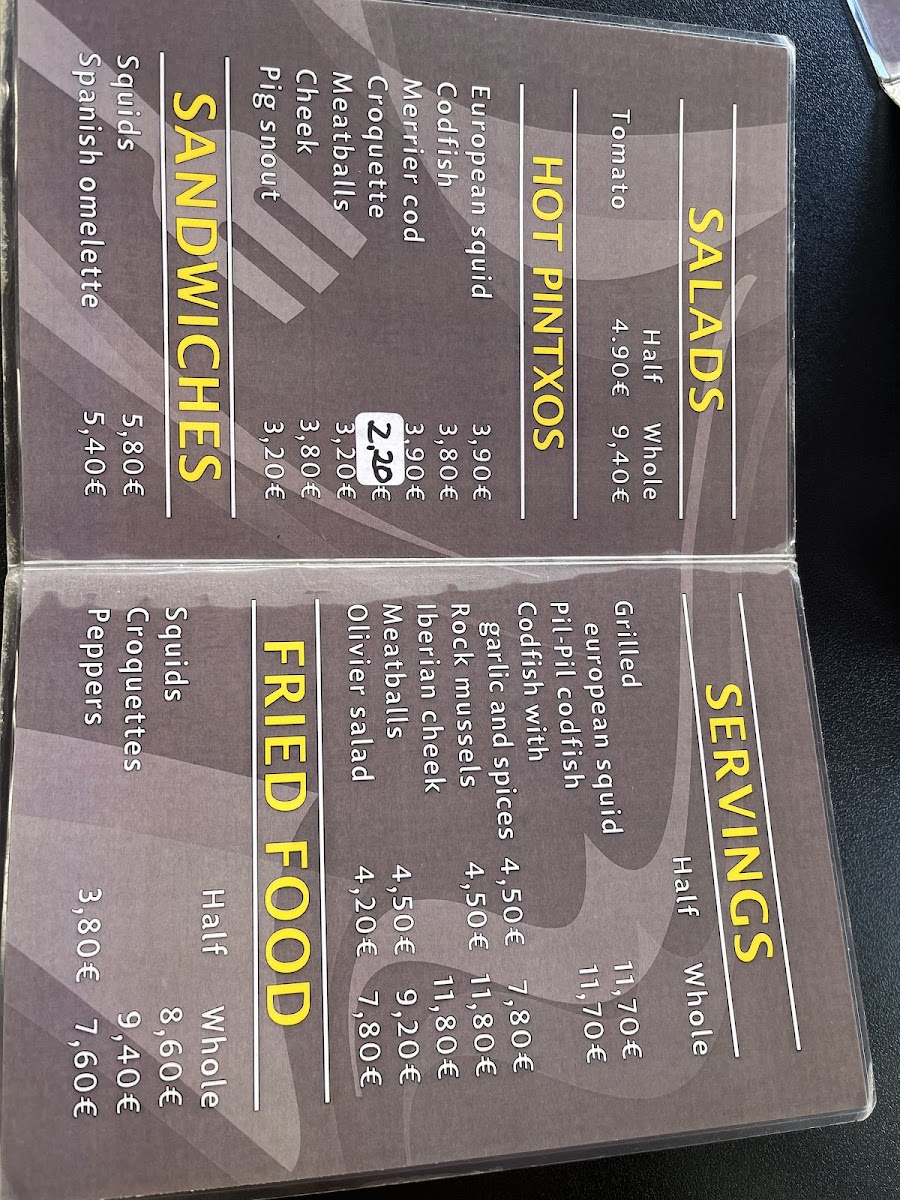 SALADS
Half Whole
Tomato 4.90€ 9,40€
HOT PINTXOS
European squid 3,90€
Codfish 3,80€
Merrier cod 3,90€
Croquette 2,20€
Meatballs 3,20€
Cheek 3,80€
Pig snout 3,20€
SANDWICHES
Squids 5,80€
Spanish omelette 5,40€
SERVINGS
Half Whole
Grilled
european squid 11,70€
Pil-Pil codfish 11,70€
Codfish with
garlic and spices 4,50€ 7,80€
Rock mussels 4,50€ 11,80€
Iberian cheek 11,80€
Meatballs 4,50€ 9,20€
Olivier salad 4,20€ 7,80€
FRIED FOOD
Half Whole
Squids 8,60€
Croquettes 9,40€
Peppers 3,80€ 7,60€